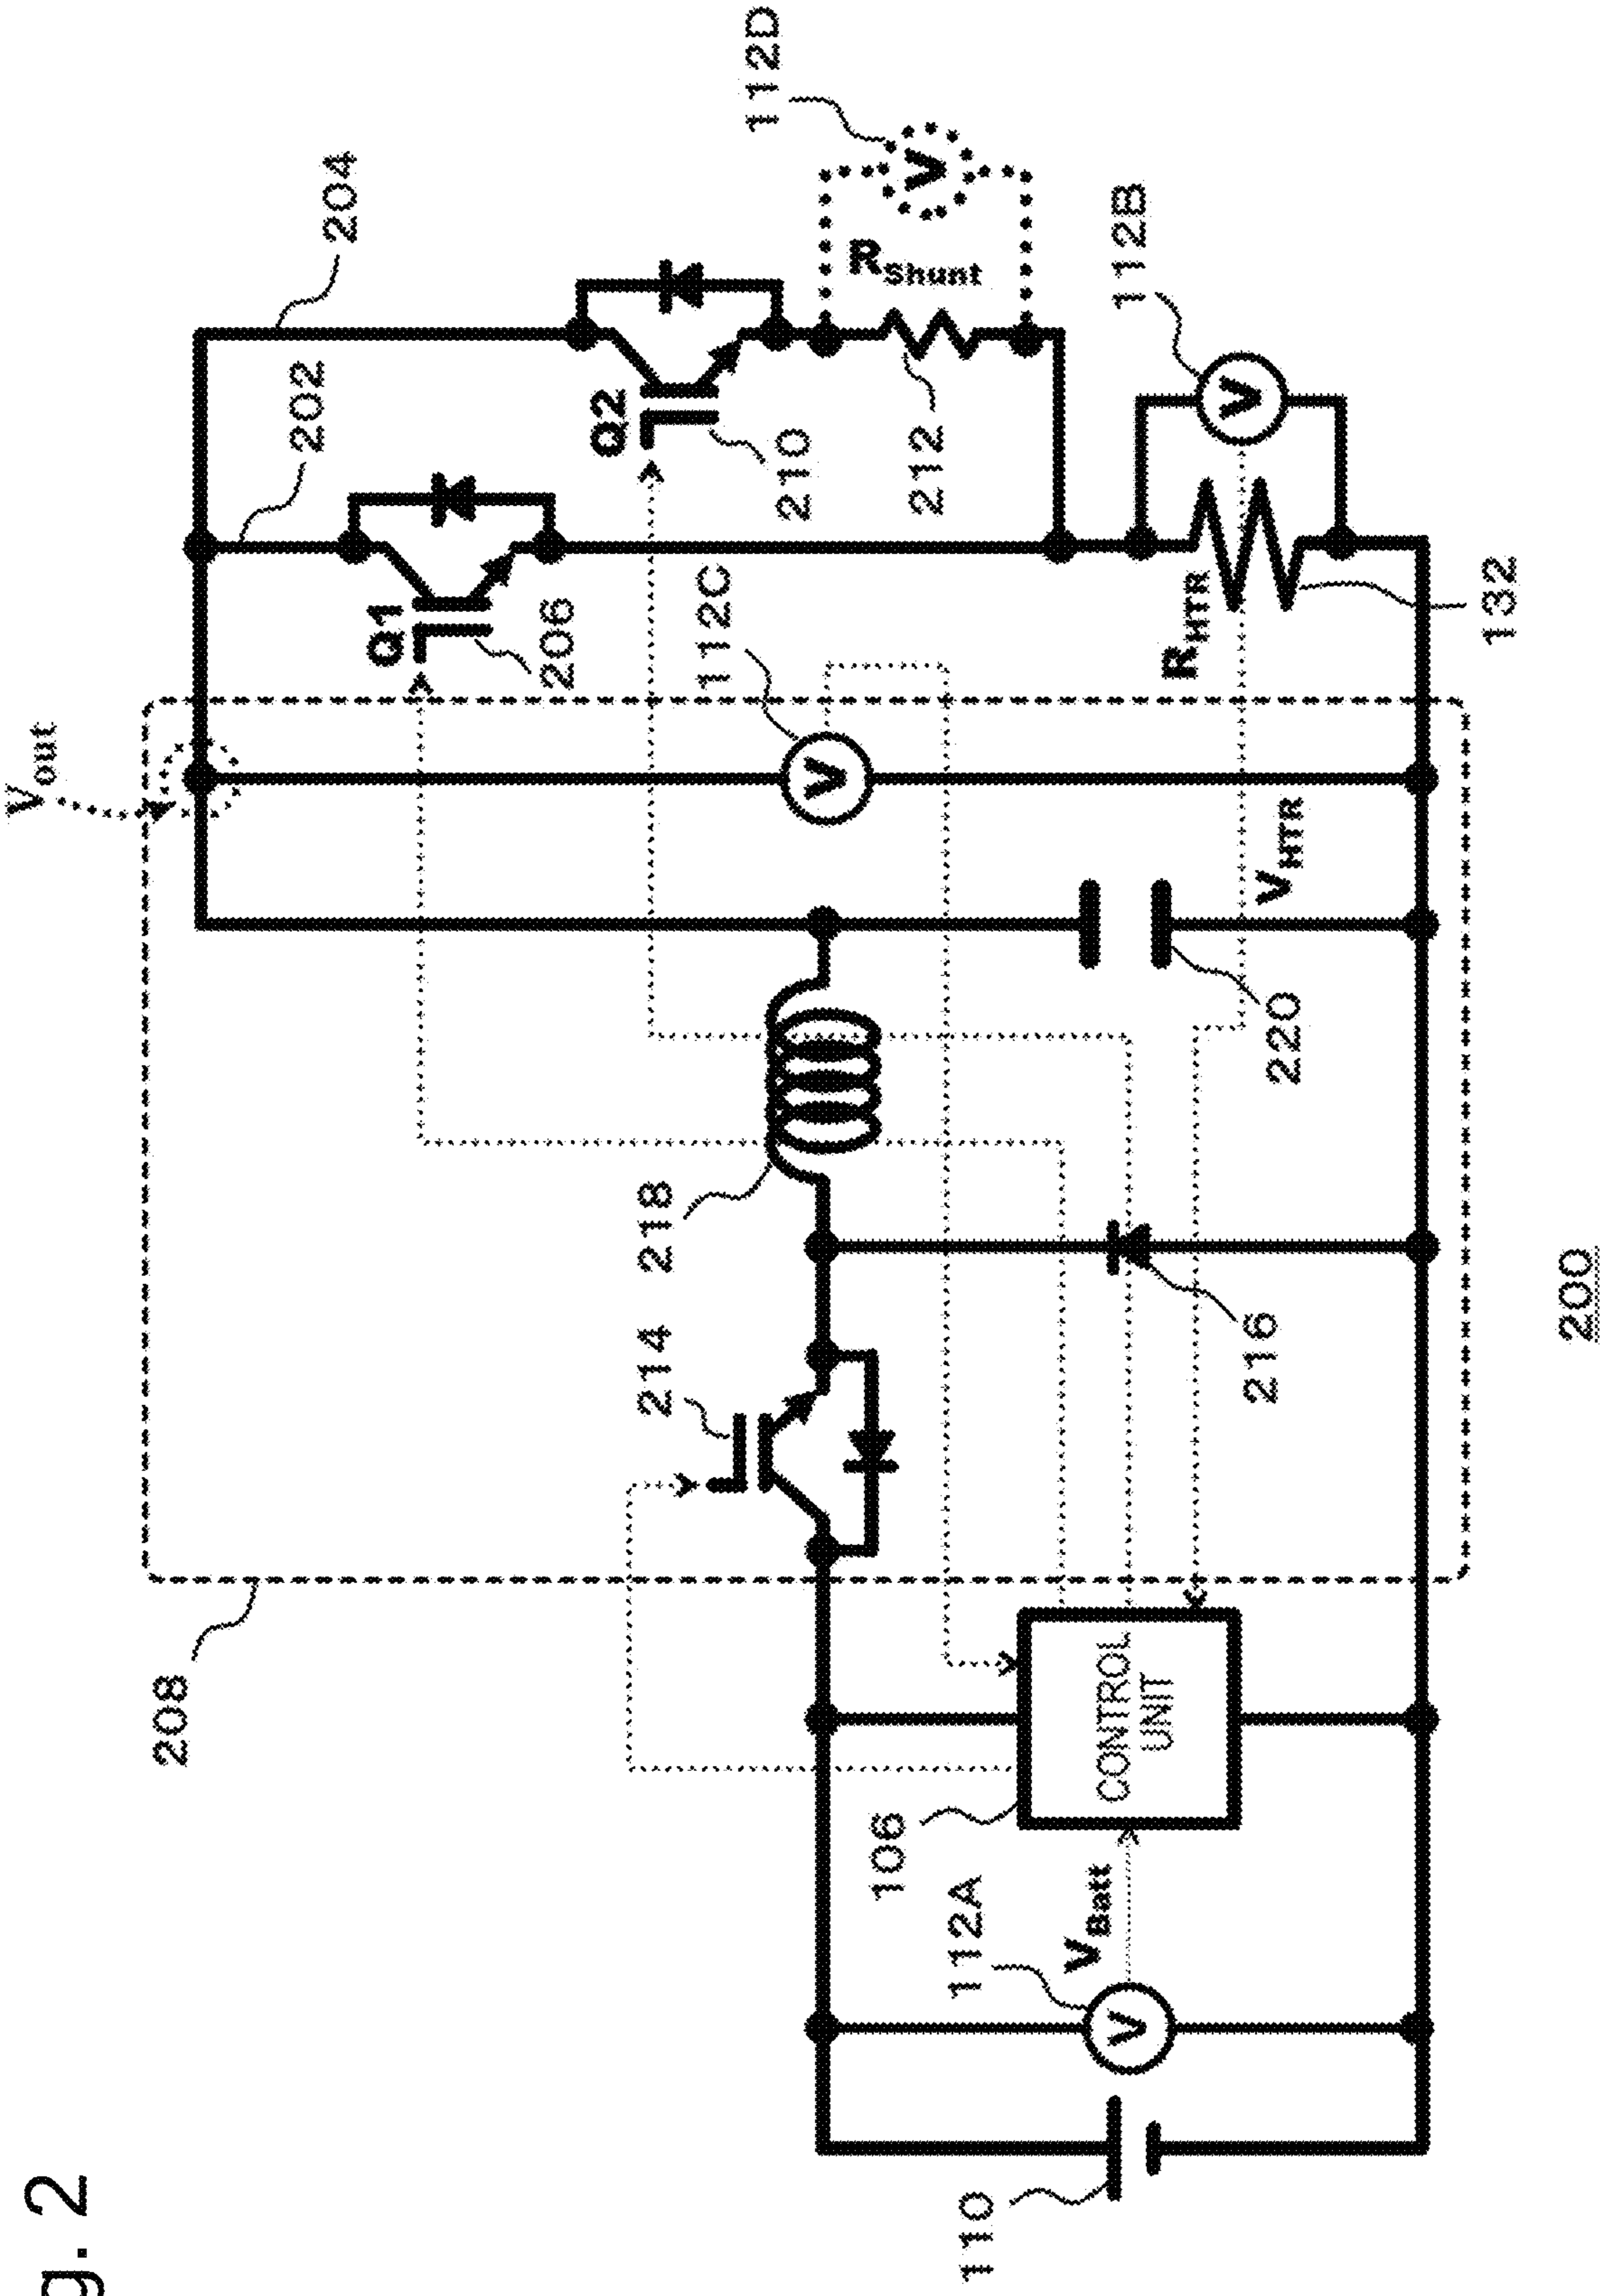 g. 2
Vout
208
202
204
Q1
206
Q2
210
112D
RShunt
212
214
218
112C
112B
106
112A
VBatt
CONTROL
UNIT
216
220
VHTR
RHTR
132
110
200